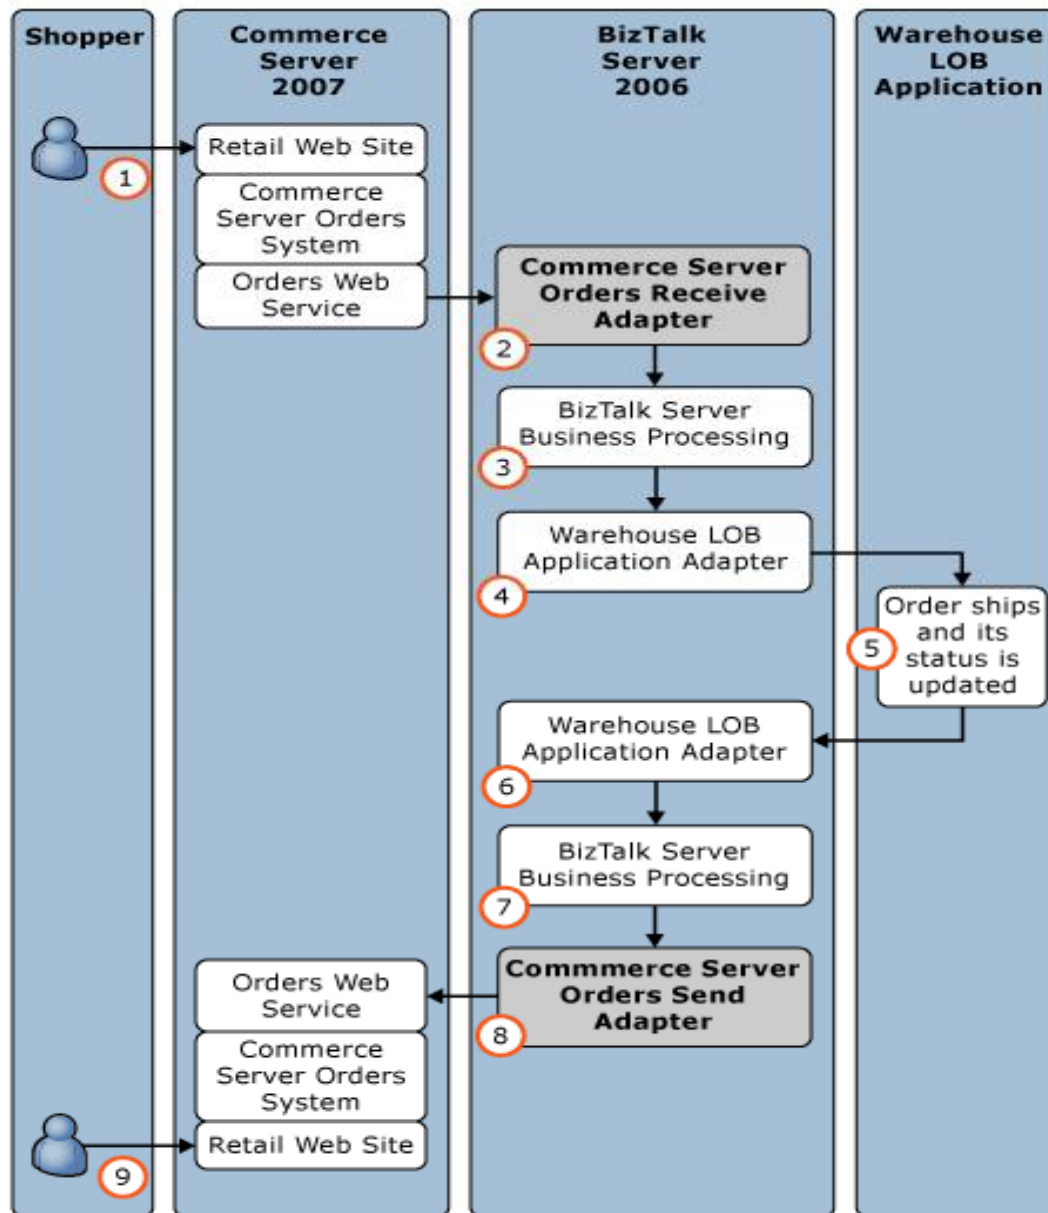 Shopper
Commerce
Server
2007
BizTalk
Server
2006
Warehouse
LOB
Application
Retail Web Site
1
Commerce
Server Orders
System
Orders Web
Service
Commerce Server
Orders Receive
Adapter
2
BizTalk Server
Business Processing
3
Warehouse LOB
Application Adapter
4
Order ships
and its
status is
updated
5
Warehouse LOB
Application Adapter
6
BizTalk Server
Business Processing
7
Commmerce Server
Orders Send
Adapter
8
Orders Web
Service
Commerce
Server Orders
System
Retail Web Site
9